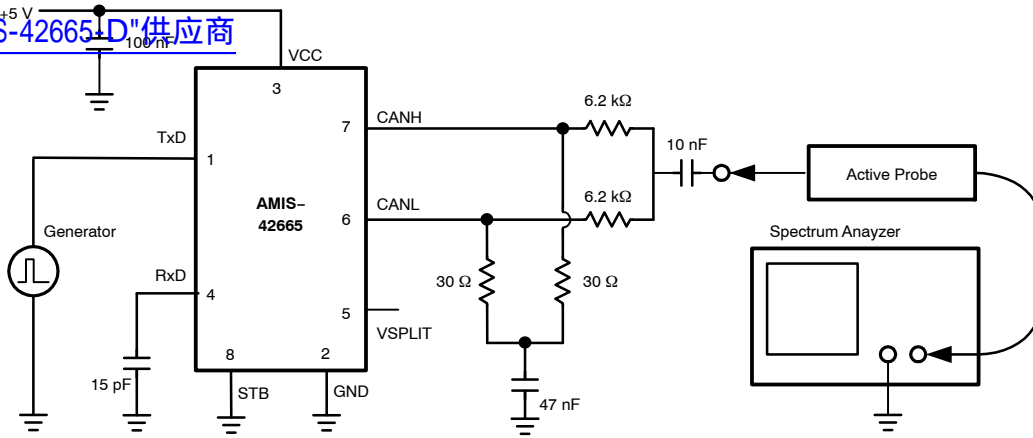 +5 V
S-42665-D"供应商
100 nF
VCC
3
TxD
1
7
CANH
6.2 kΩ
10 nF
Active Probe
AMIS–
42665
6
CANL
6.2 kΩ
Generator
Spectrum Anayzer
RxD
4
30 Ω
30 Ω
5
VSPLIT
8
2
15 pF
STB
GND
47 nF